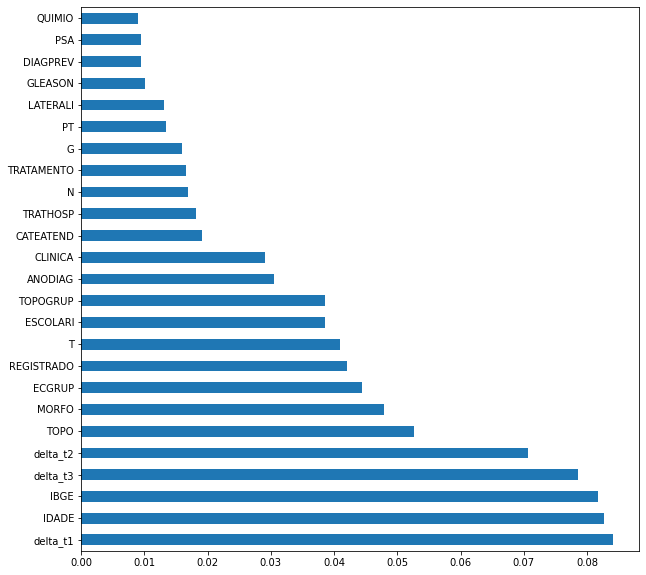 QUIMIO
PSA
DIAGPREV
GLEASON
LATERALI
PT
G
TRATAMENTO
N
TRATHOSP
CATEATEND
CLINICA
ANODIAG
TOPOGRUP
ESCOLARI
T
REGISTRADO
ECGRUP
MORFO
TOPO
delta_t2
delta_t3
IBGE
IDADE
delta_t1
0.00 0.01 0.02 0.03 0.04 0.05 0.06 0.07 0.08